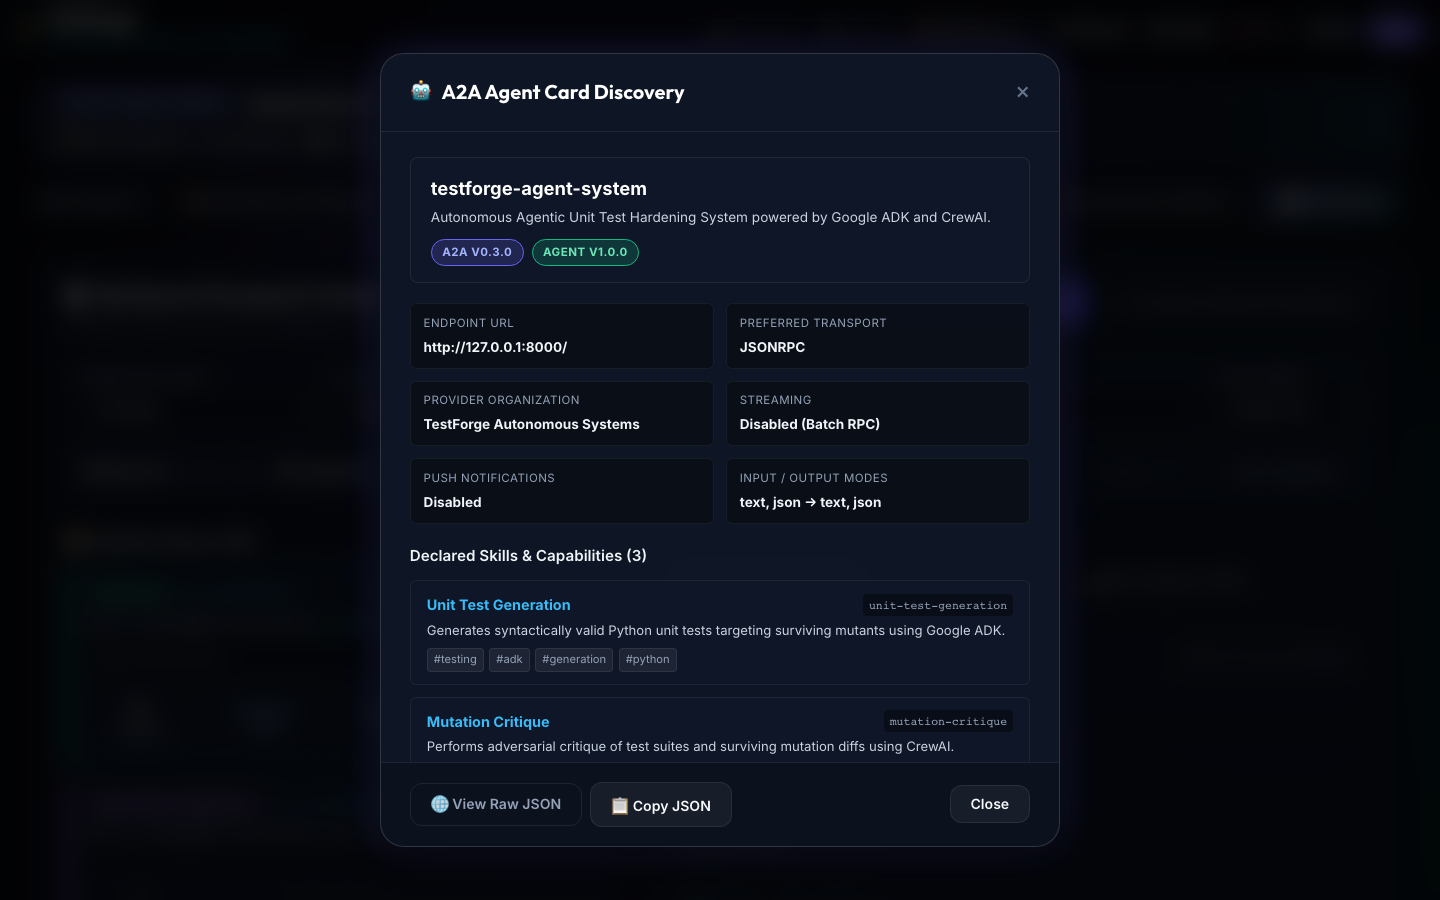 A2A Agent Card Discovery
×
testforge-agent-system
Autonomous Agentic Unit Test Hardening System powered by Google ADK and CrewAI.
A2A V0.3.0 AGENT V1.0.0
ENDPOINT URL
http://127.0.0.1:8000/
PREFERRED TRANSPORT
JSONRPC
PROVIDER ORGANIZATION
TestForge Autonomous Systems
STREAMING
Disabled (Batch RPC)
PUSH NOTIFICATIONS
Disabled
INPUT / OUTPUT MODES
text, json → text, json
Declared Skills & Capabilities (3)
Unit Test Generation unit-test-generation
Generates syntactically valid Python unit tests targeting surviving mutants using Google ADK.
#testing #adk #generation #python
Mutation Critique mutation-critique
Performs adversarial critique of test suites and surviving mutation diffs using CrewAI.
View Raw JSON Copy JSON Close